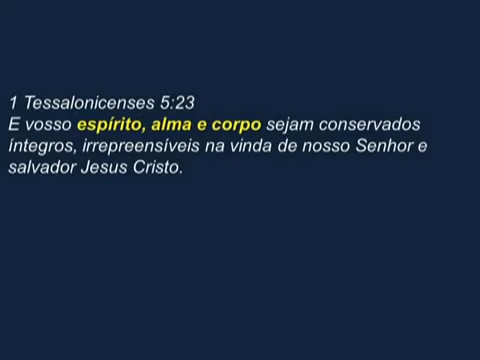 1 Tessalonicenses 5:23
E vosso espírito, alma e corpo sejam conservados
íntegros, irrepreensíveis na vinda de nosso Senhor e
salvador Jesus Cristo.